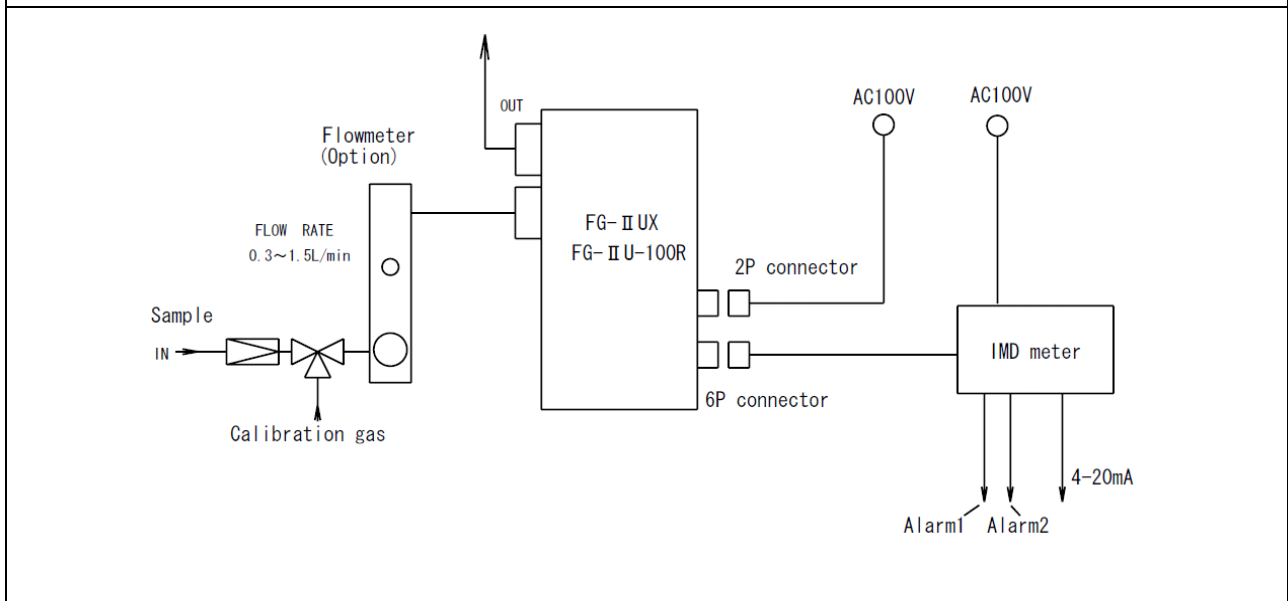 OUT
AC100V
AC100V
Flowmeter
(Option)
FLOW RATE
0.3～1.5L/min
FG-ⅡUX
FG-ⅡU-100R
2P connector
Sample
IN
IMD meter
6P connector
Calibration gas
4-20mA
Alarm1
Alarm2